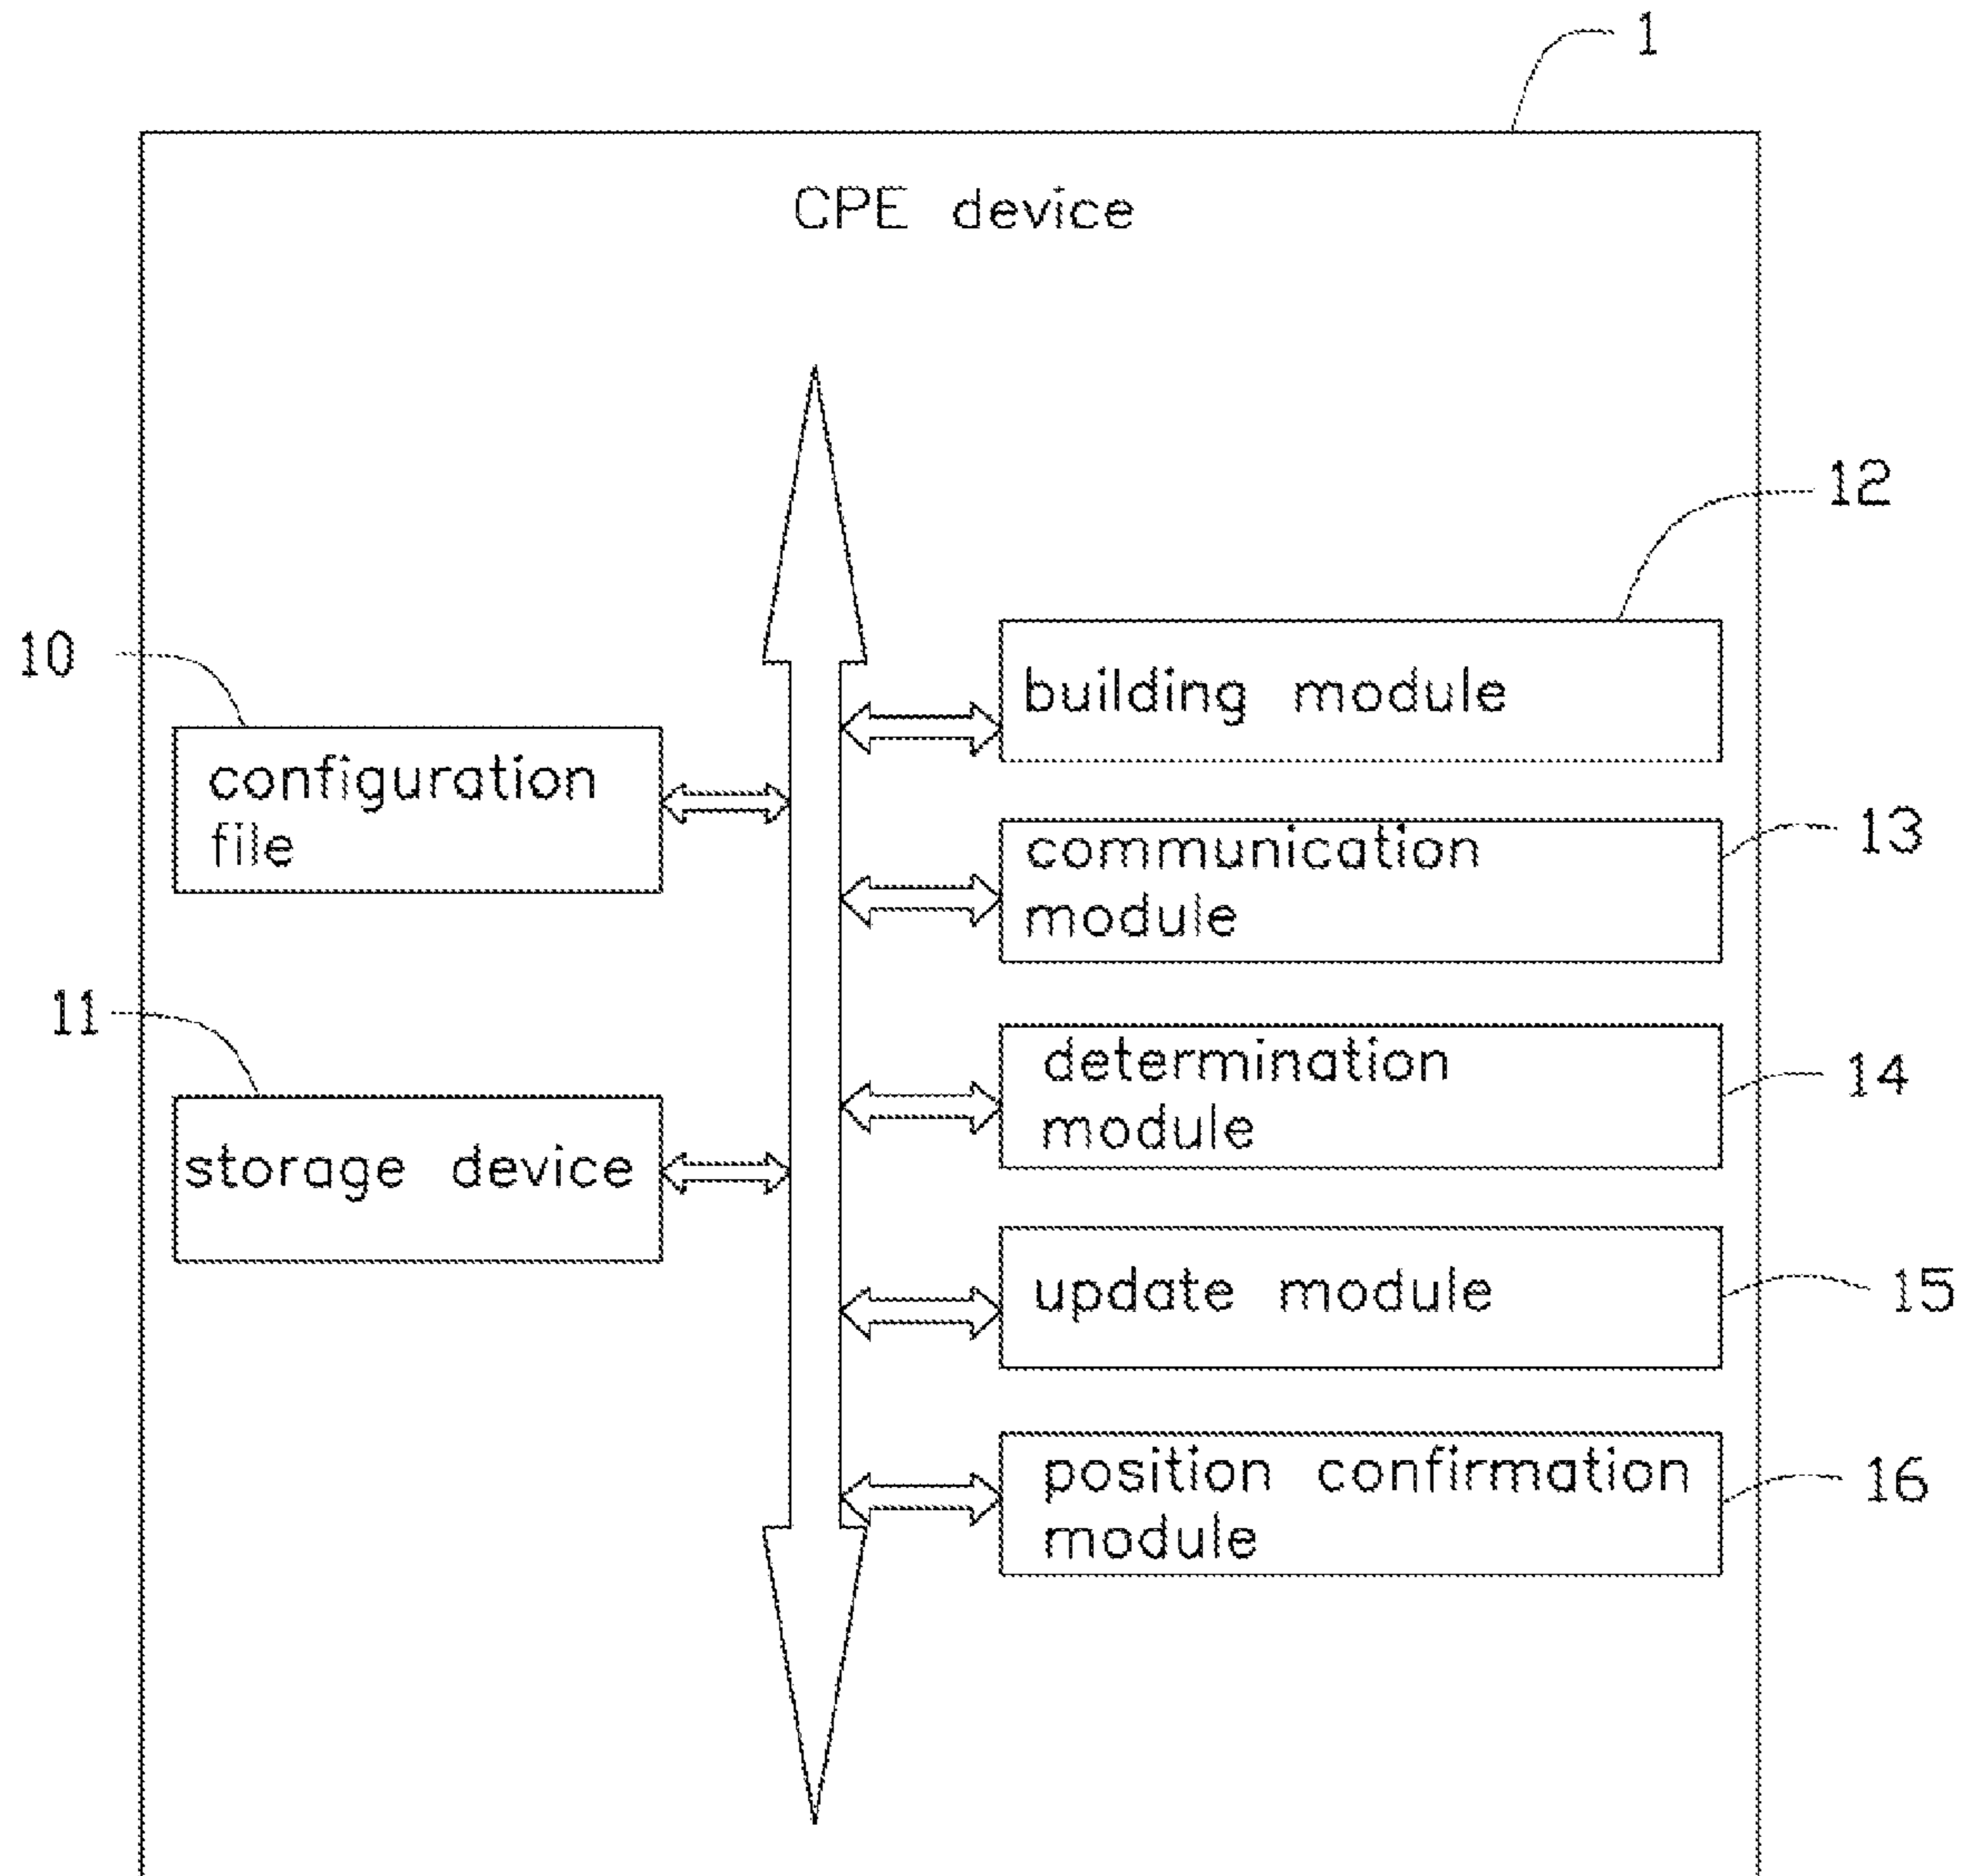 1
CPE device
12
10
building module
configuration
file
13
communication
module
11
determination
module
14
storage device
update module
15
position confirmation
module
16